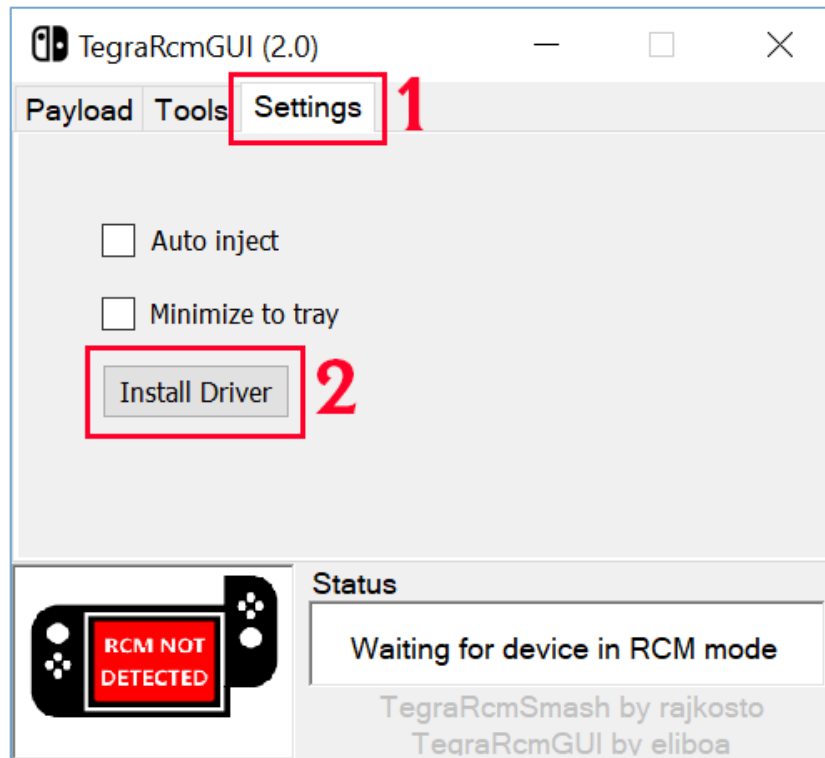 TegraRcmGUI (2.0)
Payload Tools Settings 1
Auto inject
Minimize to tray
Install Driver 2
Status
RCM NOT
DETECTED
Waiting for device in RCM mode
TegraRcmSmash by rajkosto
TegraRcmGUI by eliboa